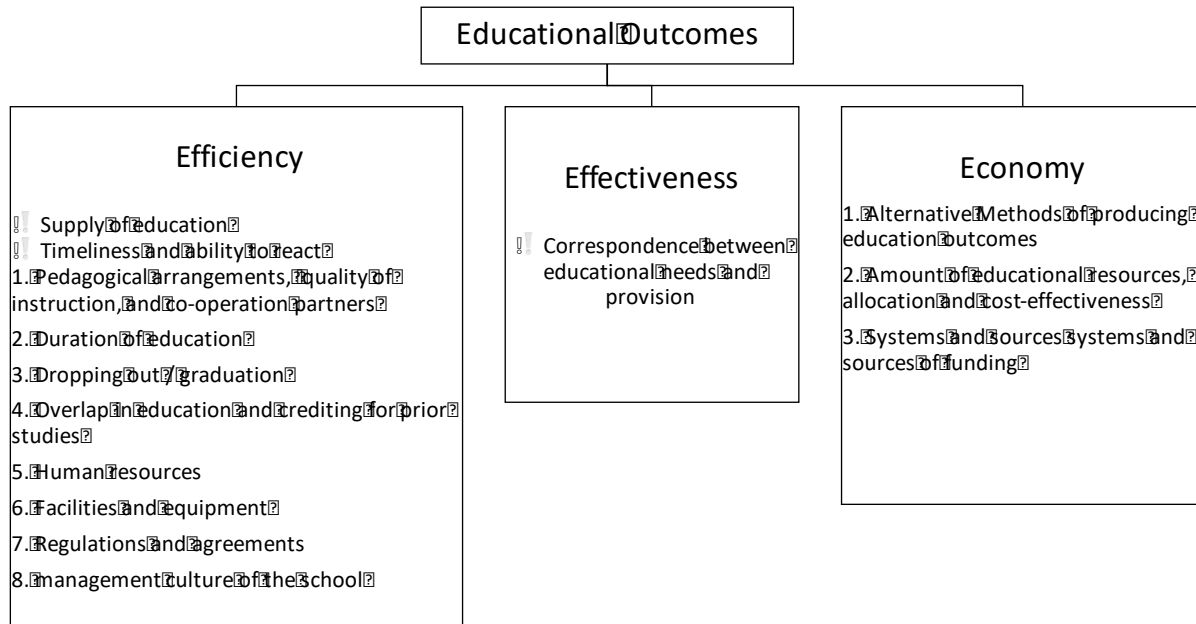 Educational Outcomes
Efficiency
Supply of education
Timeliness and ability to react
1. Pedagogical arrangements, quality of
instruction, and co-operation partners
2. Duration of education
3. Dropping out / graduation
4. Overlap in education and crediting for prior
studies
5. Human resources
6. Facilities and equipment
7. Regulations and agreements
8. management culture of the school
Effectiveness
Correspondence between
educational needs and
provision
Economy
1. Alternative Methods of producing
education outcomes
2. Amount of educational resources,
allocation and cost-effectiveness
3. Systems and sources systems and
sources of funding